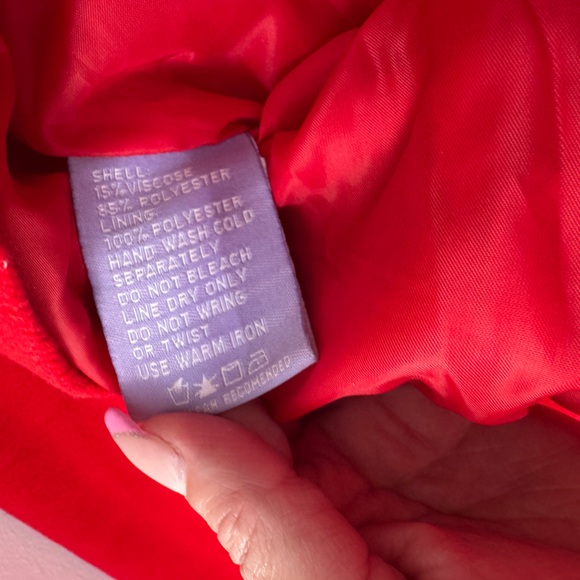 SHELL:
15%VISCOSE
85% POLYESTER
LINING:
100% POLYESTER
HAND WASH COLD
SEPARATELY
DO NOT BLEACH
LINE DRY ONLY
DO NOT WRING
OR TWIST
USE WARM IRON
RECOMENDED